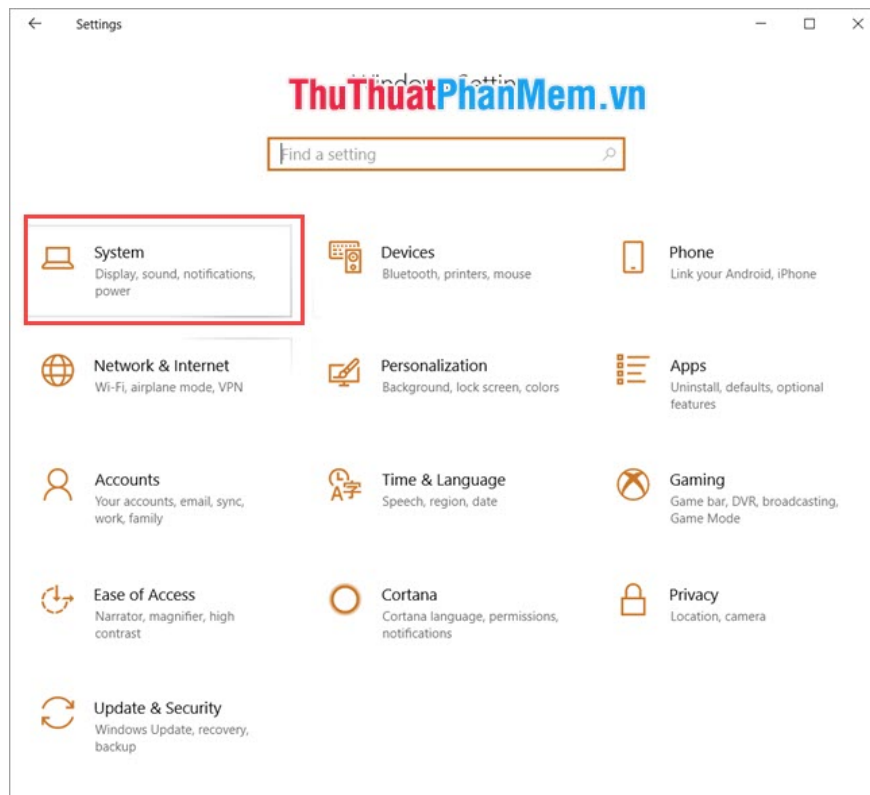 Settings
Windows Settings
ThuThuatPhanMem.vn
Find a setting
System
Display, sound, notifications,
power
Devices
Bluetooth, printers, mouse
Phone
Link your Android, iPhone
Network & Internet
Wi-Fi, airplane mode, VPN
Personalization
Background, lock screen, colors
Apps
Uninstall, defaults, optional
features
Accounts
Your accounts, email, sync,
work, family
Time & Language
Speech, region, date
Gaming
Game bar, DVR, broadcasting,
Game Mode
Ease of Access
Narrator, magnifier, high
contrast
Cortana
Cortana language, permissions,
notifications
Privacy
Location, camera
Update & Security
Windows Update, recovery,
backup